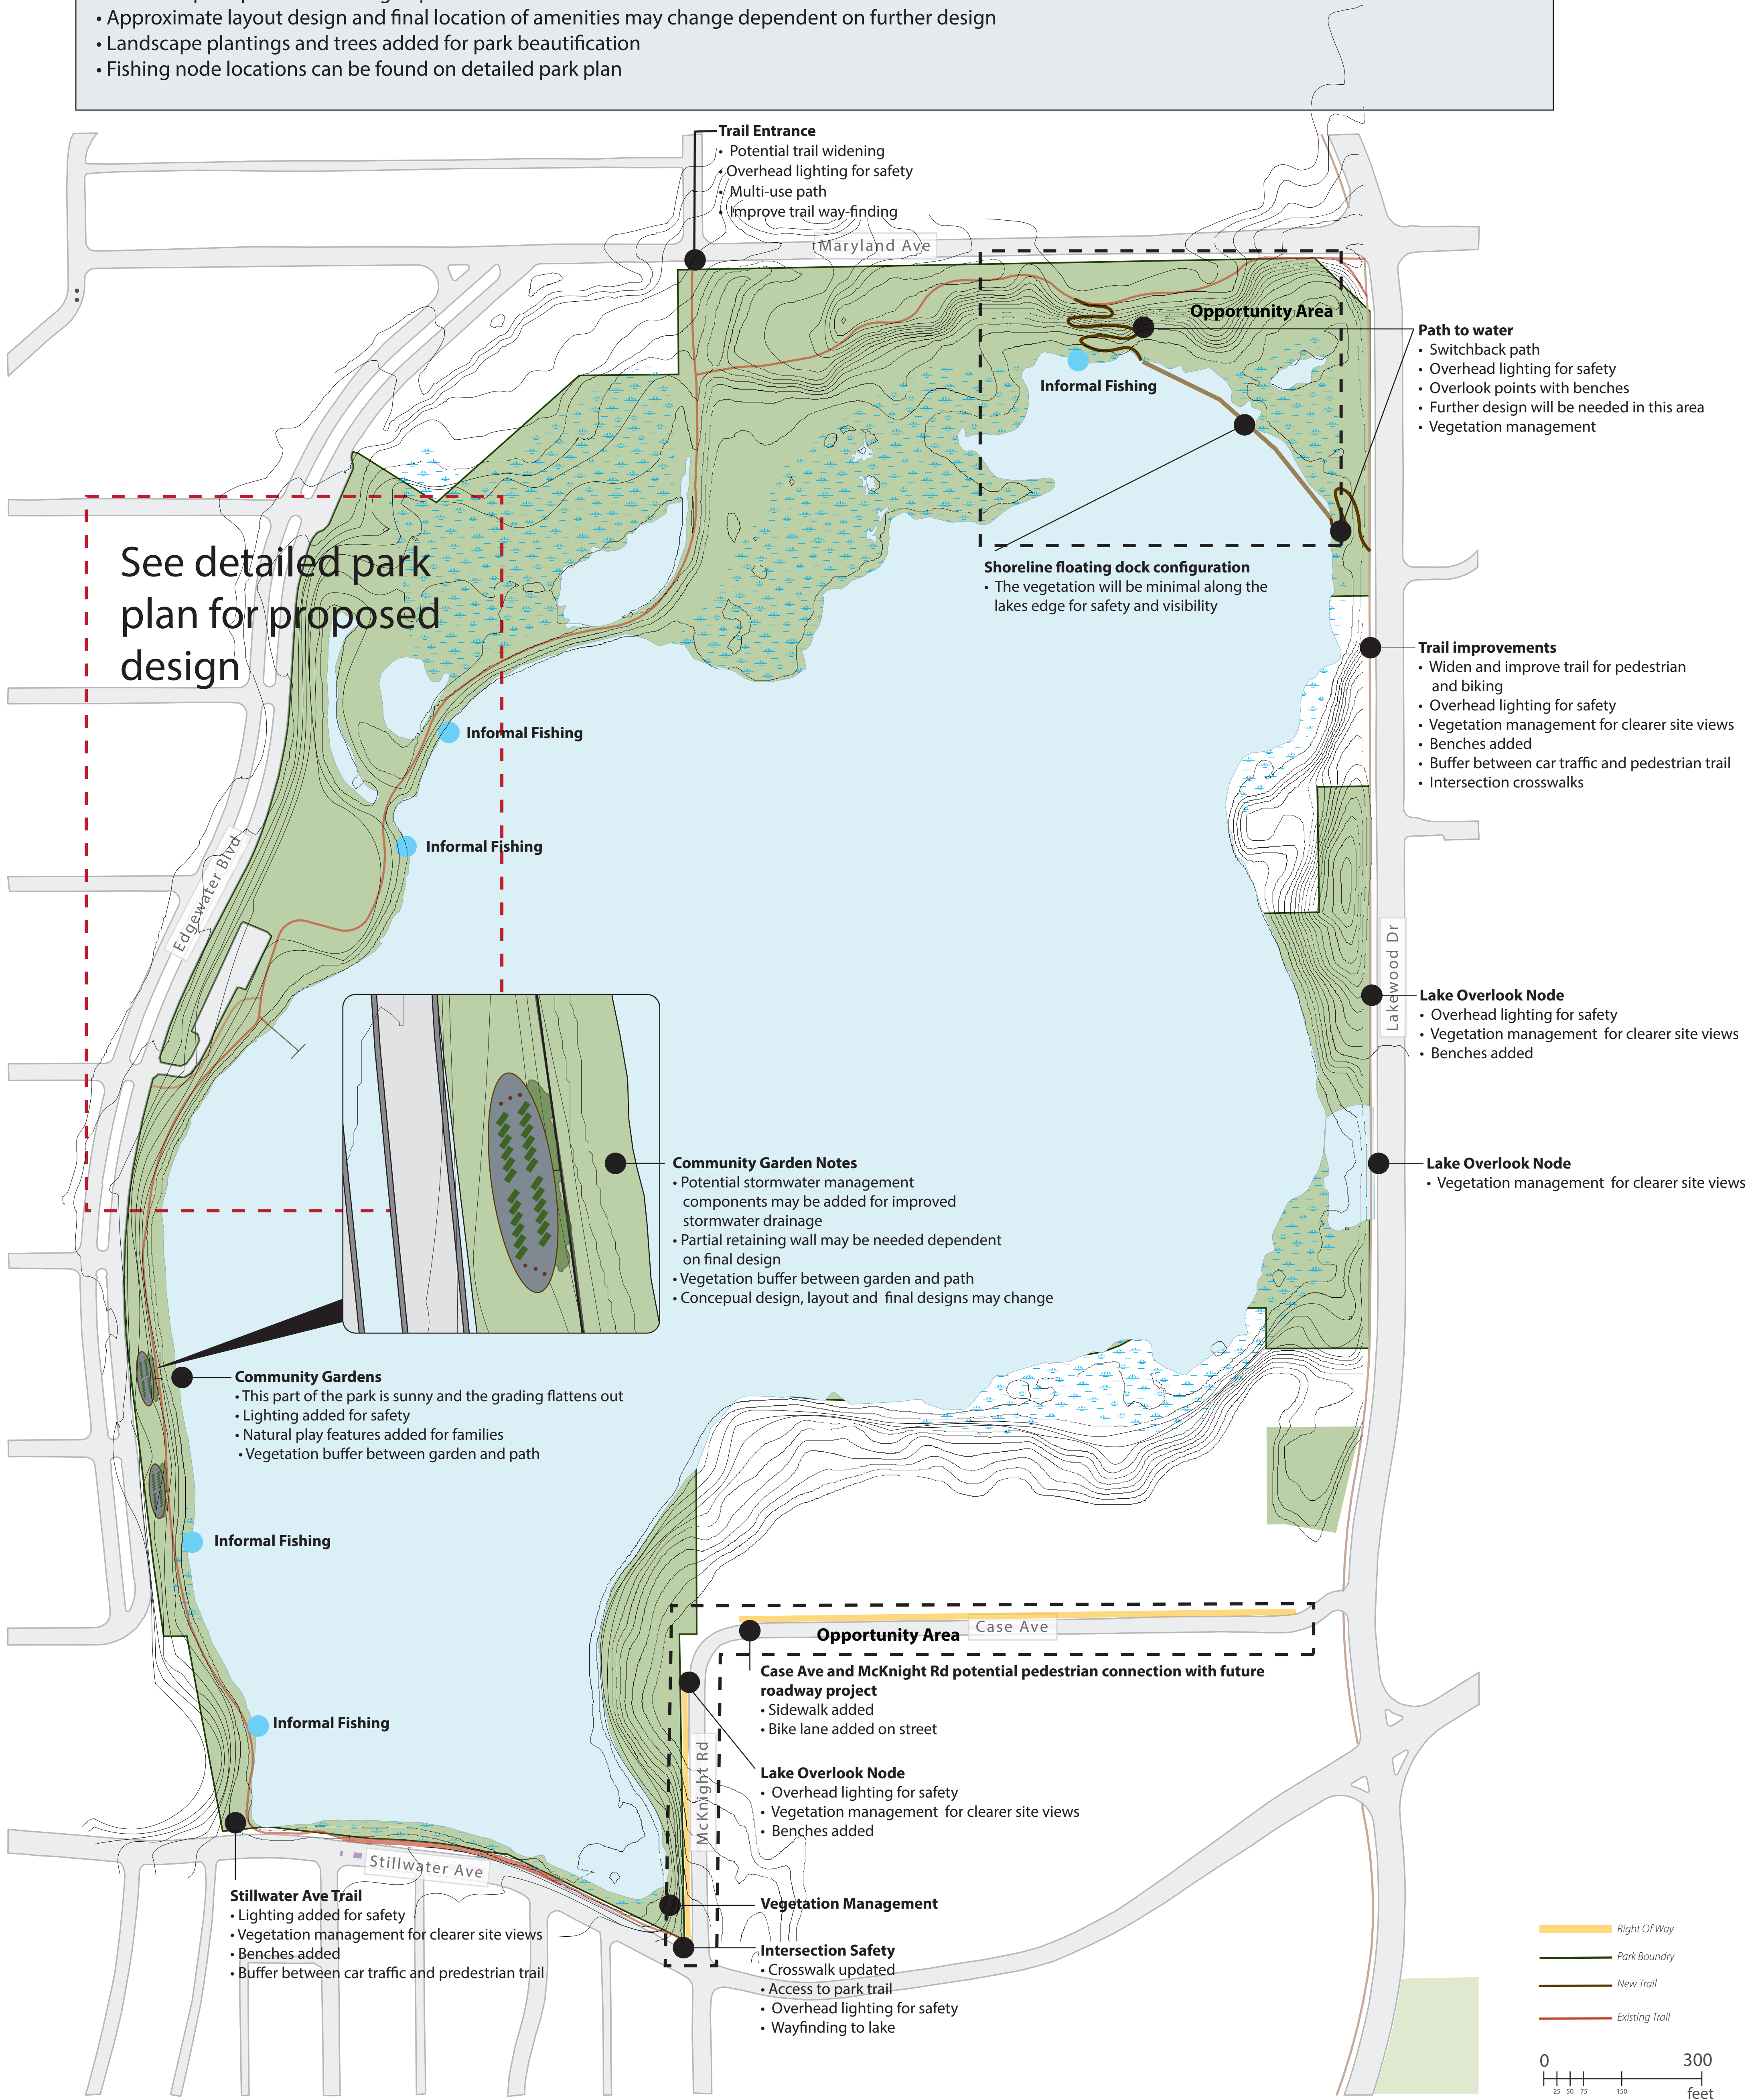 • Approximate layout design and final location of amenities may change dependent on further design
• Landscape plantings and trees added for park beautification
• Fishing node locations can be found on detailed park plan
Trail Entrance
• Potential trail widening
• Overhead lighting for safety
• Multi-use path
• Improve trail way-finding
Maryland Ave
Opportunity Area
Informal Fishing
Path to water
• Switchback path
• Overhead lighting for safety
• Overlook points with benches
• Further design will be needed in this area
• Vegetation management
See detailed park
plan for proposed
design
Shoreline floating dock configuration
• The vegetation will be minimal along the
lakes edge for safety and visibility
Trail improvements
• Widen and improve trail for pedestrian
and biking
• Overhead lighting for safety
• Vegetation management for clearer site views
• Benches added
• Buffer between car traffic and pedestrian trail
• Intersection crosswalks
Informal Fishing
Informal Fishing
Edgewater Blvd
Lakewood Dr
Lake Overlook Node
• Overhead lighting for safety
• Vegetation management for clearer site views
• Benches added
Community Garden Notes
• Potential stormwater management
components may be added for improved
stormwater drainage
• Partial retaining wall may be needed dependent
on final design
• Vegetation buffer between garden and path
• Concepual design, layout and final designs may change
Lake Overlook Node
• Vegetation management for clearer site views
Community Gardens
• This part of the park is sunny and the grading flattens out
• Lighting added for safety
• Natural play features added for families
• Vegetation buffer between garden and path
Informal Fishing
Opportunity Area
Case Ave
Case Ave and McKnight Rd potential pedestrian connection with future
roadway project
• Sidewalk added
• Bike lane added on street
Informal Fishing
McKnight Rd
Lake Overlook Node
• Overhead lighting for safety
• Vegetation management for clearer site views
• Benches added
Stillwater Ave
Stillwater Ave Trail
• Lighting added for safety
• Vegetation management for clearer site views
• Benches added
• Buffer between car traffic and predestrian trail
Vegetation Management
Intersection Safety
• Crosswalk updated
• Access to park trail
• Overhead lighting for safety
• Wayfinding to lake
Right Of Way
Park Boundry
New Trail
Existing Trail
0 300
25 50 75 150
feet